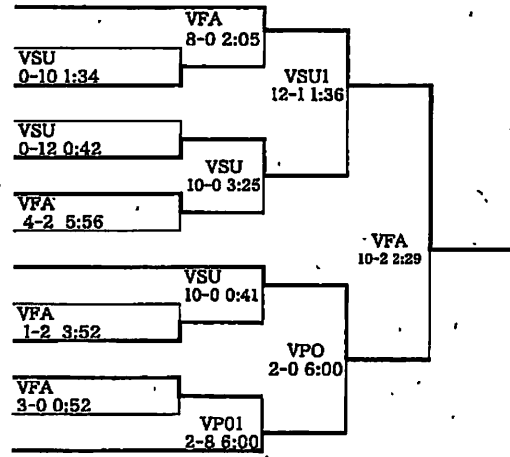 VFA
8-0 2:05
VSU
0-10 1:34
VSU1
12-1 1:36
VSU
0-12 0:42
VSU
10-0 3:25
VFA
4-2 5:56
VFA
10-2 2:29
VSU
10-0 0:41
VFA
1-2 3:52
VPO
2-0 6:00
VFA
3-0 0:52
VPO1
2-8 6:00